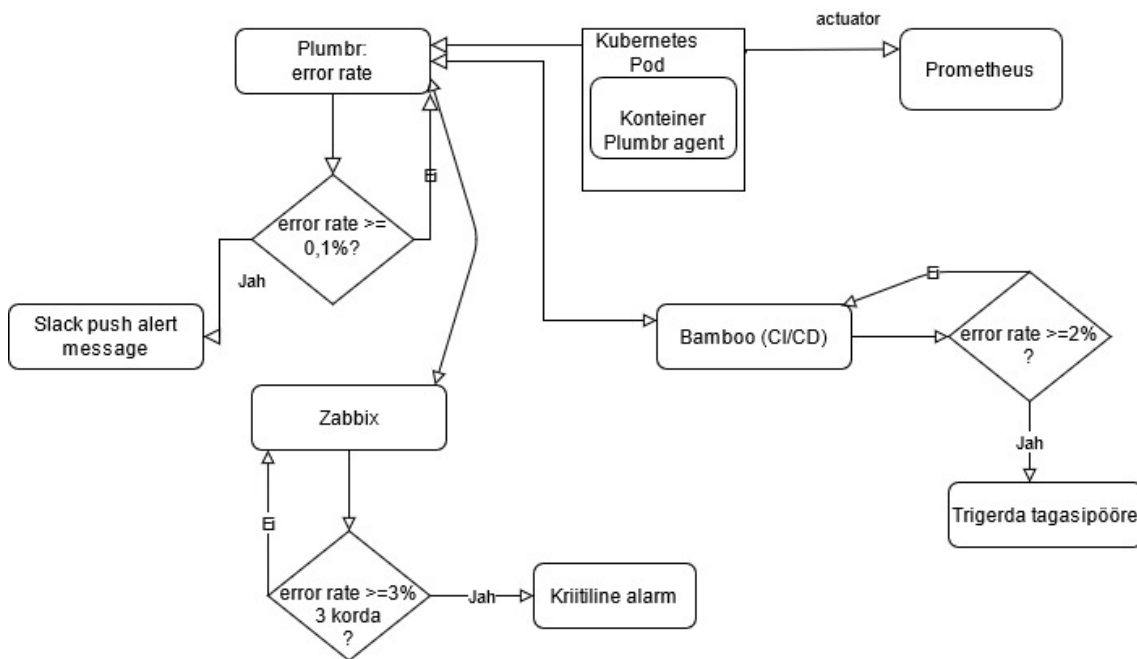 actuator
Plumbr:
error rate
Kubernetes
Pod
Konteiner
Plumbr agent
Prometheus
Ei
error rate >=
0,1%?
Jah
Slack push alert
message
Ei
Bamboo (CI/CD)
error rate >=2%
?
Zabbix
Jah
Trigerda tagasipööre
Ei
error rate >=3%
3 korda
?
Jah
Kriitiline alarm